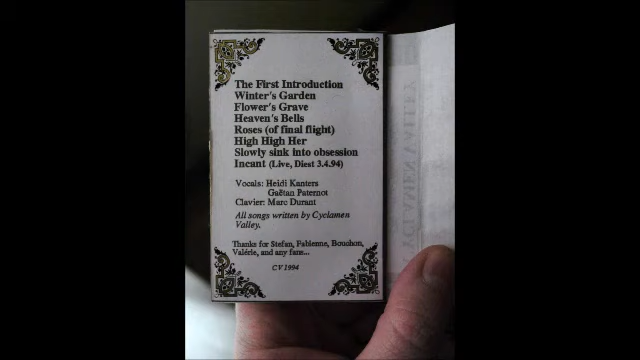 The First Introduction
Winter's Garden
Flower's Grave
Heaven's Bells
Roses (of final flight)
High High Her
Slowly sink into obsession
Incant (Live, Diest 3.4.94)
Vocals: Heidi Kanters
Gaëtan Paternot
Clavier: Marc Durant
All songs written by Cyclamen
Valley.
Thanks for Stefan, Fabienne, Bouchon,
Valérie, and any fans...
CV 1994
CYCLAMEN VALLEY